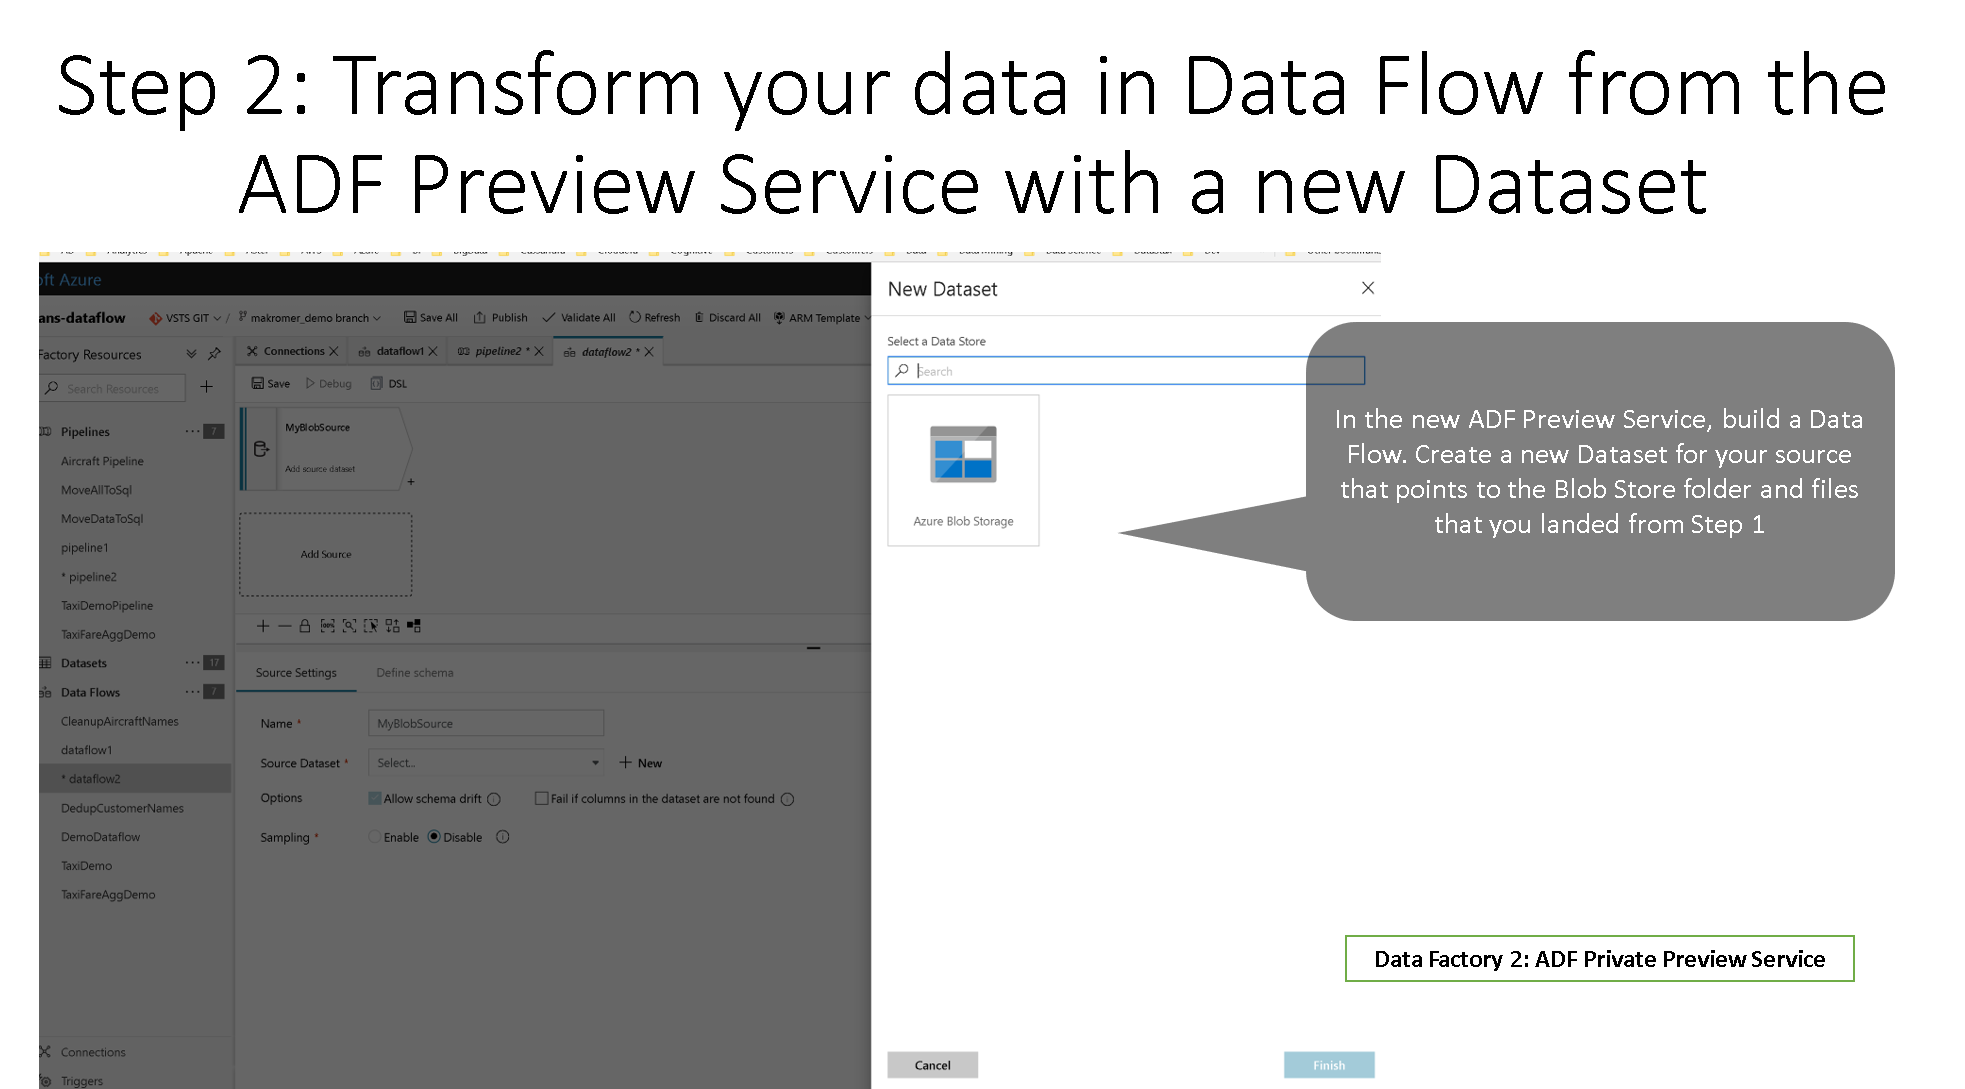 Step 2: Transform your data in Data Flow from the
ADF Preview Service with a new Dataset
oft Azure
ans-dataflow VSTS GIT / makromer_demo branch Save All Publish Validate All Refresh Discard All ARM Template
Factory Resources
Search Resources
Pipelines ... 7
Aircraft Pipeline
MoveAllToSql
MoveDataToSql
pipeline1
* pipeline2
TaxiDemoPipeline
TaxiFareAggDemo
Datasets ... 17
Data Flows ... 7
CleanupAircraftNames
dataflow1
* dataflow2
DedupCustomerNames
DemoDataflow
TaxiDemo
TaxiFareAggDemo
Connections
Triggers
Connections dataflow1 pipeline2 * dataflow2 *
Save Debug DSL
MyBlobSource
Add source dataset
+
Add Source
Source Settings Define schema
Name * MyBlobSource
Source Dataset * Select... + New
Options Allow schema drift Fail if columns in the dataset are not found
Sampling * Enable Disable
New Dataset
Select a Data Store
Search
Azure Blob Storage
Cancel Finish
In the new ADF Preview Service, build a Data
Flow. Create a new Dataset for your source
that points to the Blob Store folder and files
that you landed from Step 1
Data Factory 2: ADF Private Preview Service